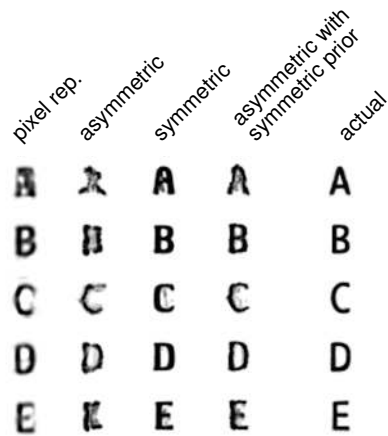 pixel rep.
asymmetric
symmetric
asymmetric with
symmetric prior
actual
A A A A A
B B B B B
C C C C C
D D D D D
E E E E E